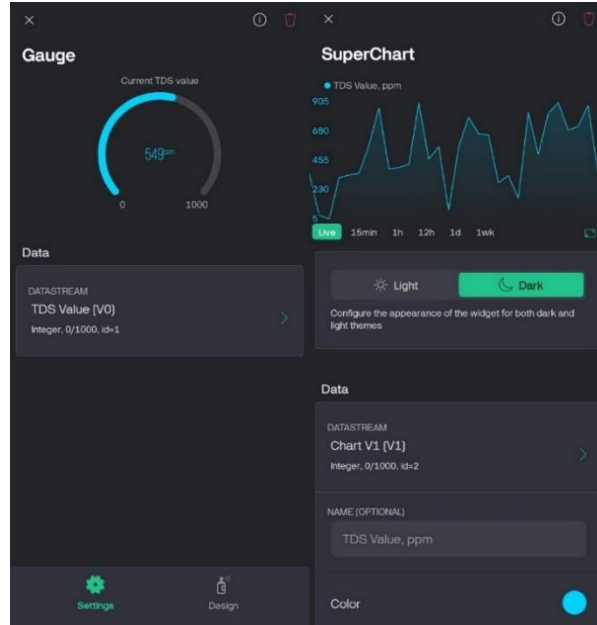 Gauge
Current TDS value
549ppm
0
1000
Data
DATASTREAM
TDS Value (V0)
Integer, 0/1000, id=1
Settings
Design
SuperChart
TDS Value, ppm
905
680
455
230
5
Live 15min 1h 12h 1d 1wk
Light
Dark
Configure the appearance of the widget for both dark and
light themes
Data
DATASTREAM
Chart V1 (V1)
Integer, 0/1000, id=2
NAME (OPTIONAL)
TDS Value, ppm
Color